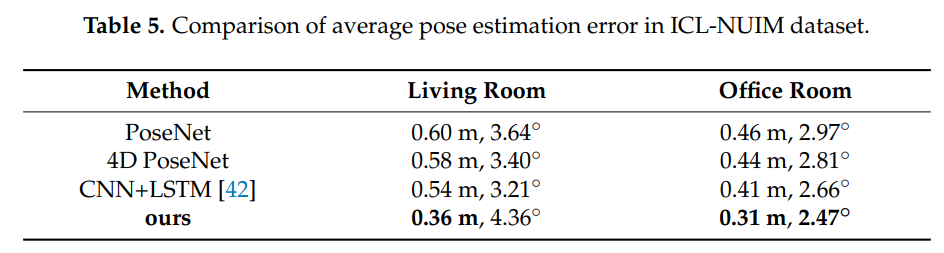 Table 5. Comparison of average pose estimation error in ICL-NUIM dataset.
Method Living Room Office Room
PoseNet 0.60 m, 3.64° 0.46 m, 2.97°
4D PoseNet 0.58 m, 3.40° 0.44 m, 2.81°
CNN+LSTM [42] 0.54 m, 3.21° 0.41 m, 2.66°
ours 0.36 m, 4.36° 0.31 m, 2.47°